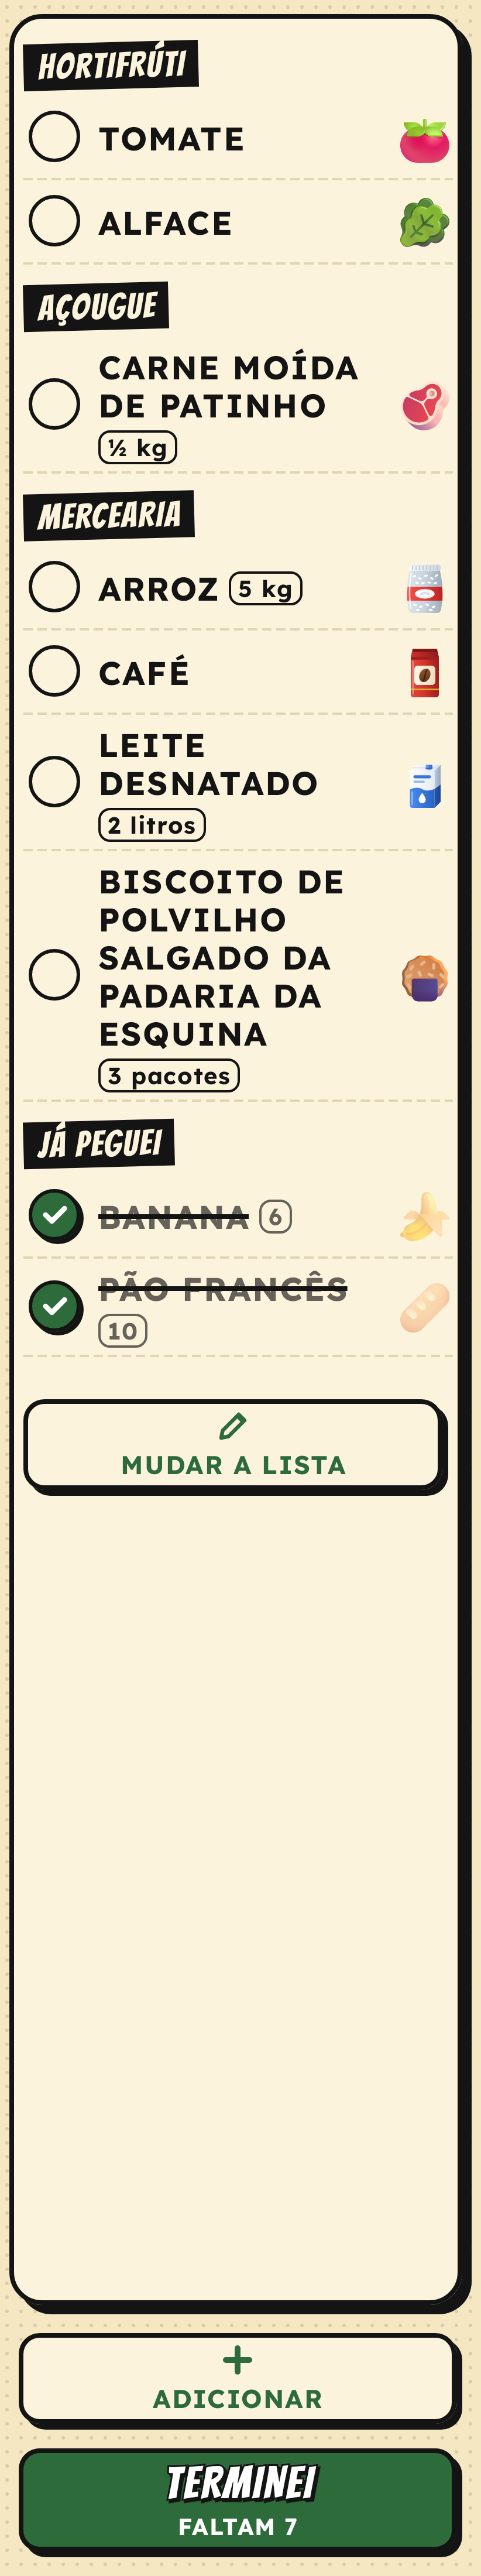 HORTIFRÚTI
TOMATE
ALFACE
AÇOUGUE
CARNE MOÍDA
DE PATINHO
½ kg
MERCEARIA
ARROZ 5 kg
CAFÉ
LEITE
DESNATADO
2 litros
BISCOITO DE
POLVILHO
SALGADO DA
PADARIA DA
ESQUINA
3 pacotes
JÁ PEGUEI
BANANA 6
PÃO FRANCÊS
10
MUDAR A LISTA
ADICIONAR
TERMINEI
FALTAM 7